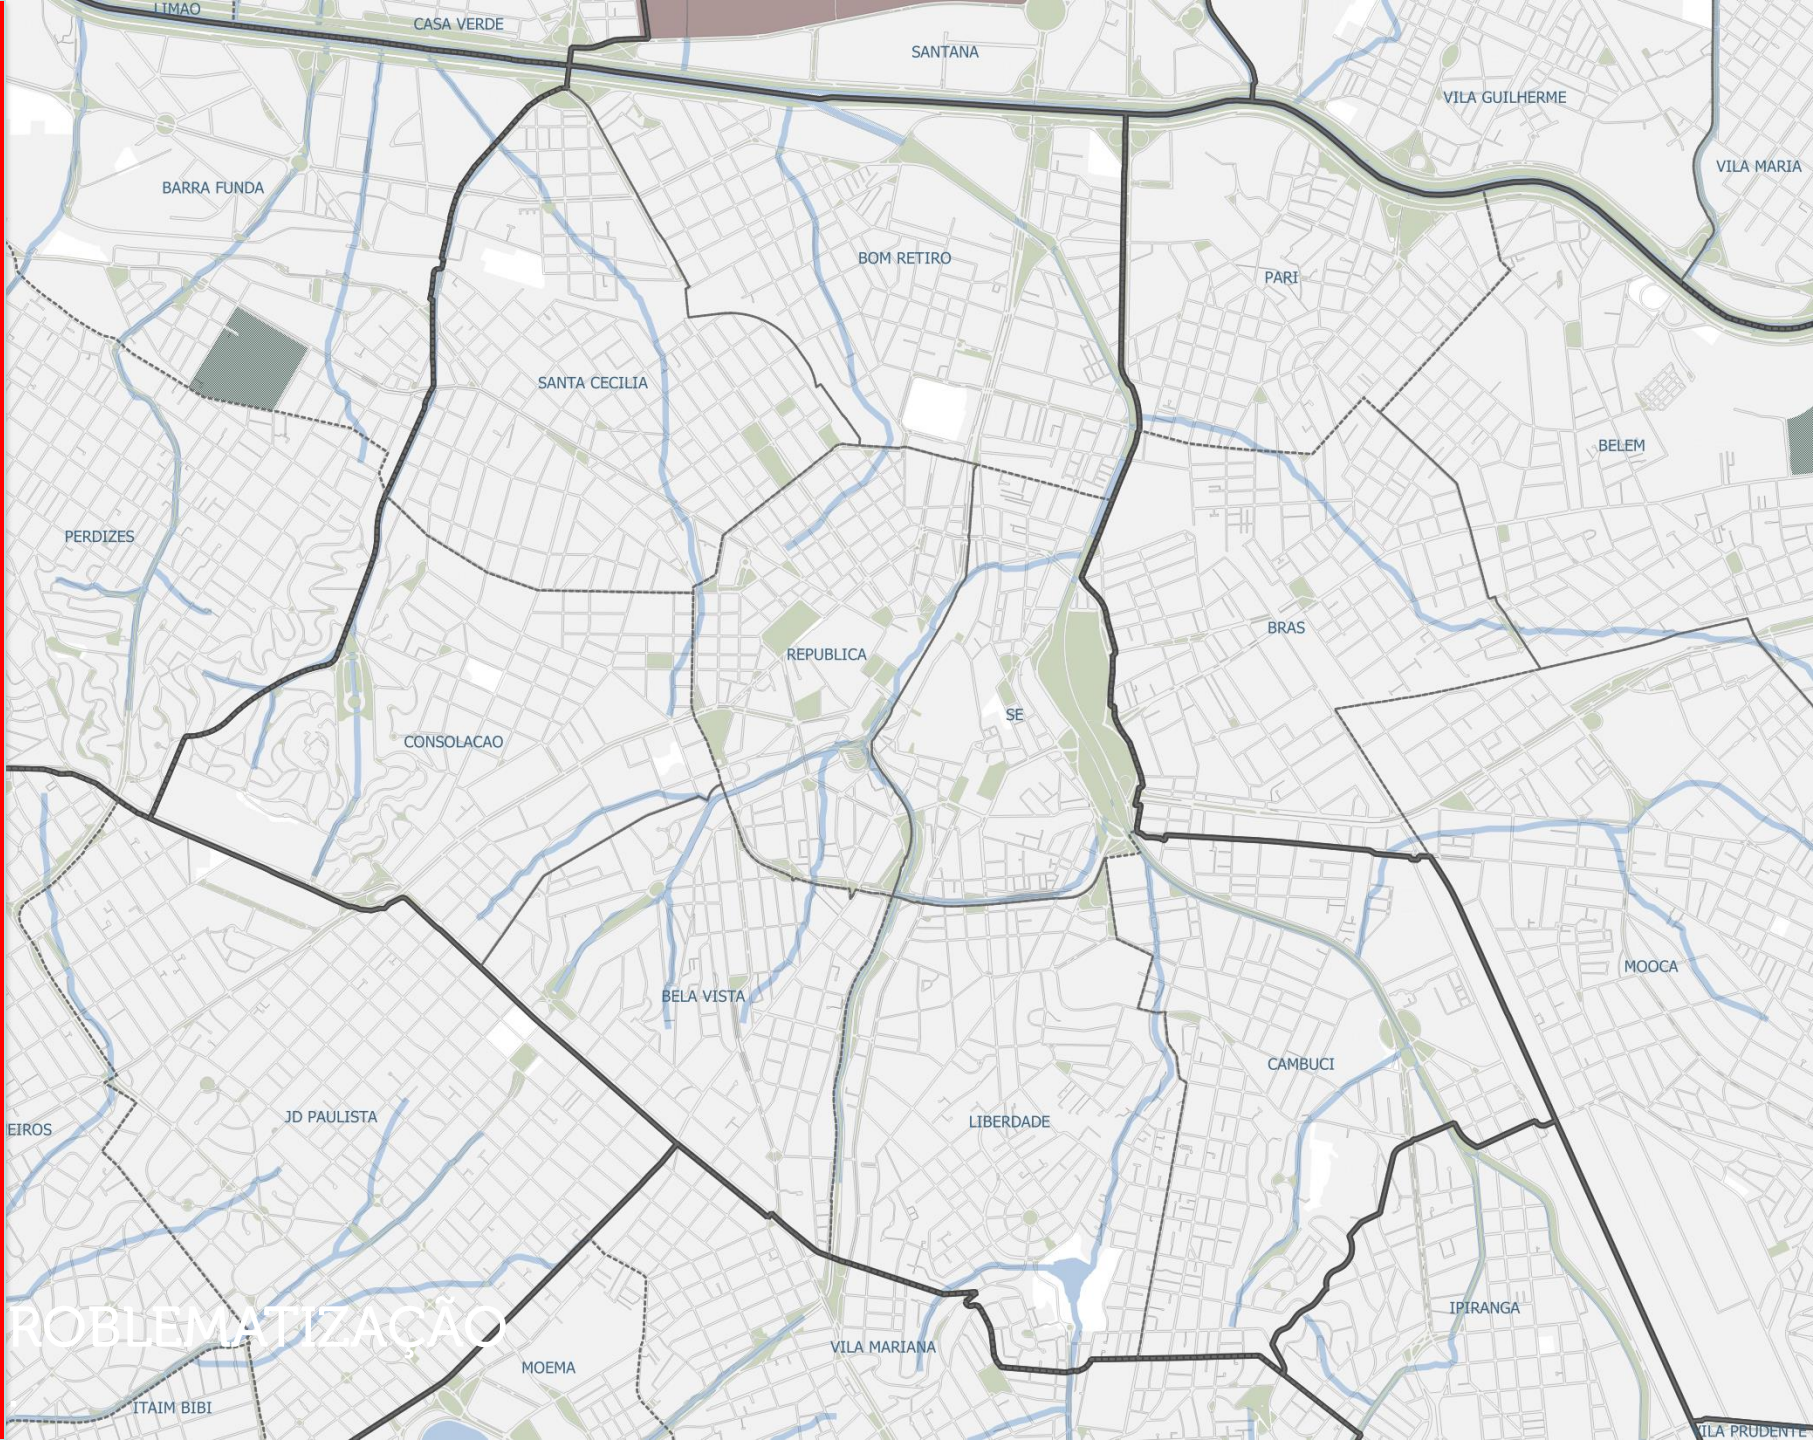 LIMAO
CASA VERDE
SANTANA
VILA GUILHERME
VILA MARIA
BARRA FUNDA
BOM RETIRO
PARI
SANTA CECILIA
BELEM
PERDIZES
BRAS
REPUBLICA
SE
CONSOLACAO
MOOCA
BELA VISTA
CAMBUCI
JD PAULISTA
LIBERDADE
EIROS
IPIRANGA
ROBLEMATIZAÇÃO
VILA MARIANA
MOEMA
ITAIM BIBI
VILA PRUDENTE